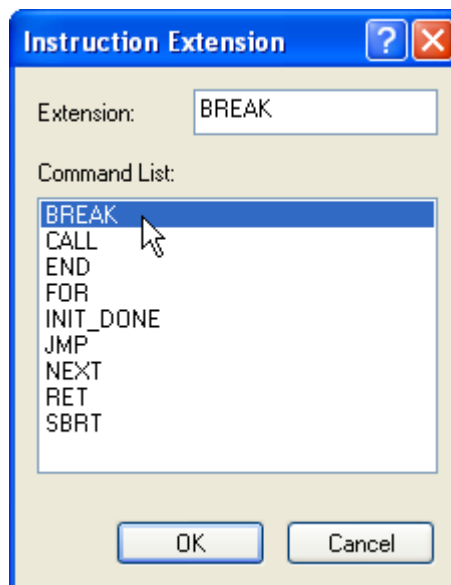 Instruction Extension
Extension: BREAK
Command List:
BREAK
CALL
END
FOR
INIT_DONE
JMP
NEXT
RET
SBRT
OK Cancel